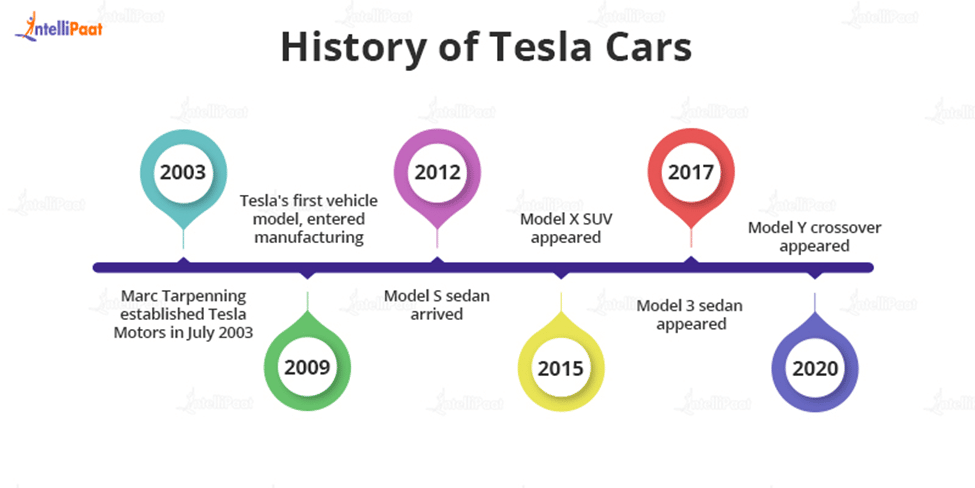 IntelliPaat
History of Tesla Cars
2003
2012
2017
Tesla's first vehicle
model, entered
manufacturing
Model X SUV
appeared
Model Y crossover
appeared
Marc Tarpenning
established Tesla
Motors in July 2003
Model S sedan
arrived
Model 3 sedan
appeared
2009
2015
2020